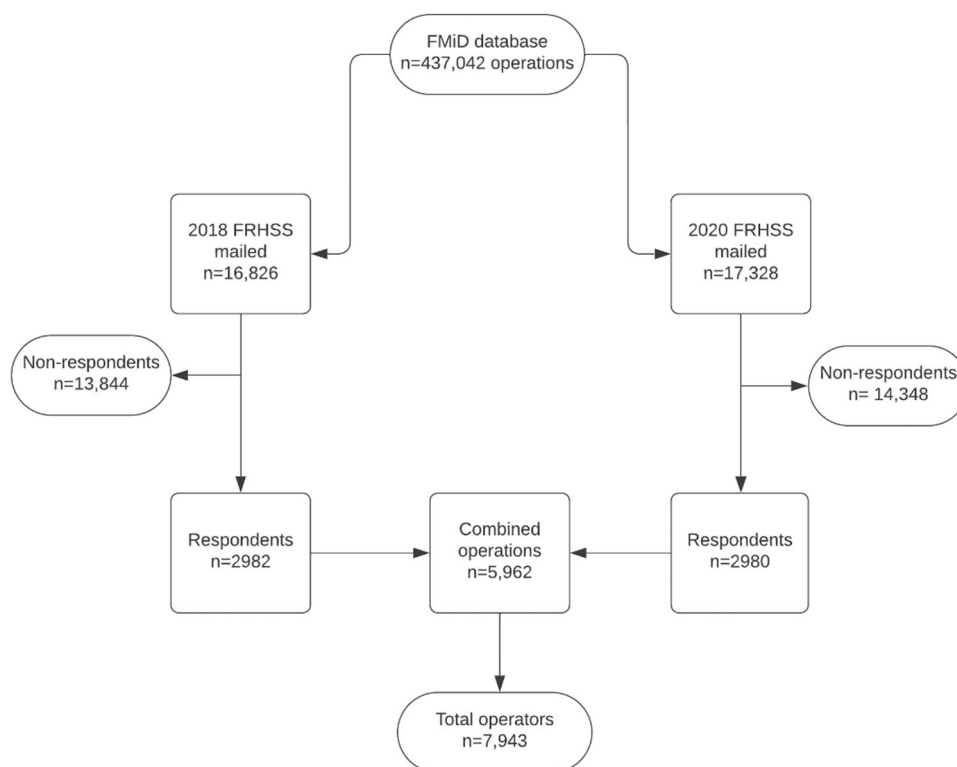 FMiD database
n=437,042 operations
2018 FRHSS
mailed
n=16,826
2020 FRHSS
mailed
n=17,328
Non-respondents
n=13,844
Non-respondents
n= 14,348
Respondents
n=2982
Combined
operations
n=5,962
Respondents
n=2980
Total operators
n=7,943